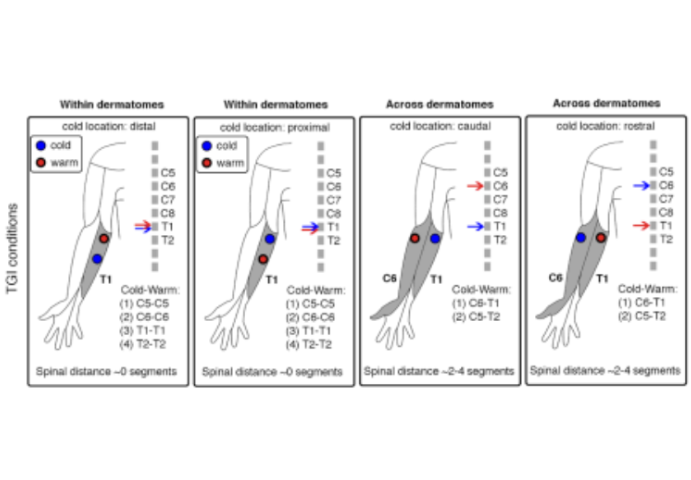 TGI conditions
Within dermatomes
cold location: distal
cold
warm
C5
C6
C7
C8
T1
T2
T1
Cold-Warm:
(1) C5-C5
(2) C6-C6
(3) T1-T1
(4) T2-T2
Spinal distance ~0 segments
Within dermatomes
cold location: proximal
cold
warm
C5
C6
C7
C8
T1
T2
T1
Cold-Warm:
(1) C5-C5
(2) C6-C6
(3) T1-T1
(4) T2-T2
Spinal distance ~0 segments
Across dermatomes
cold location: caudal
C5
C6
C7
C8
T1
T2
C6 T1
Cold-Warm:
(1) C6-T1
(2) C5-T2
Spinal distance ~2-4 segments
Across dermatomes
cold location: rostral
C5
C6
C7
C8
T1
T2
C6 T1
Cold-Warm:
(1) C6-T1
(2) C5-T2
Spinal distance ~2-4 segments